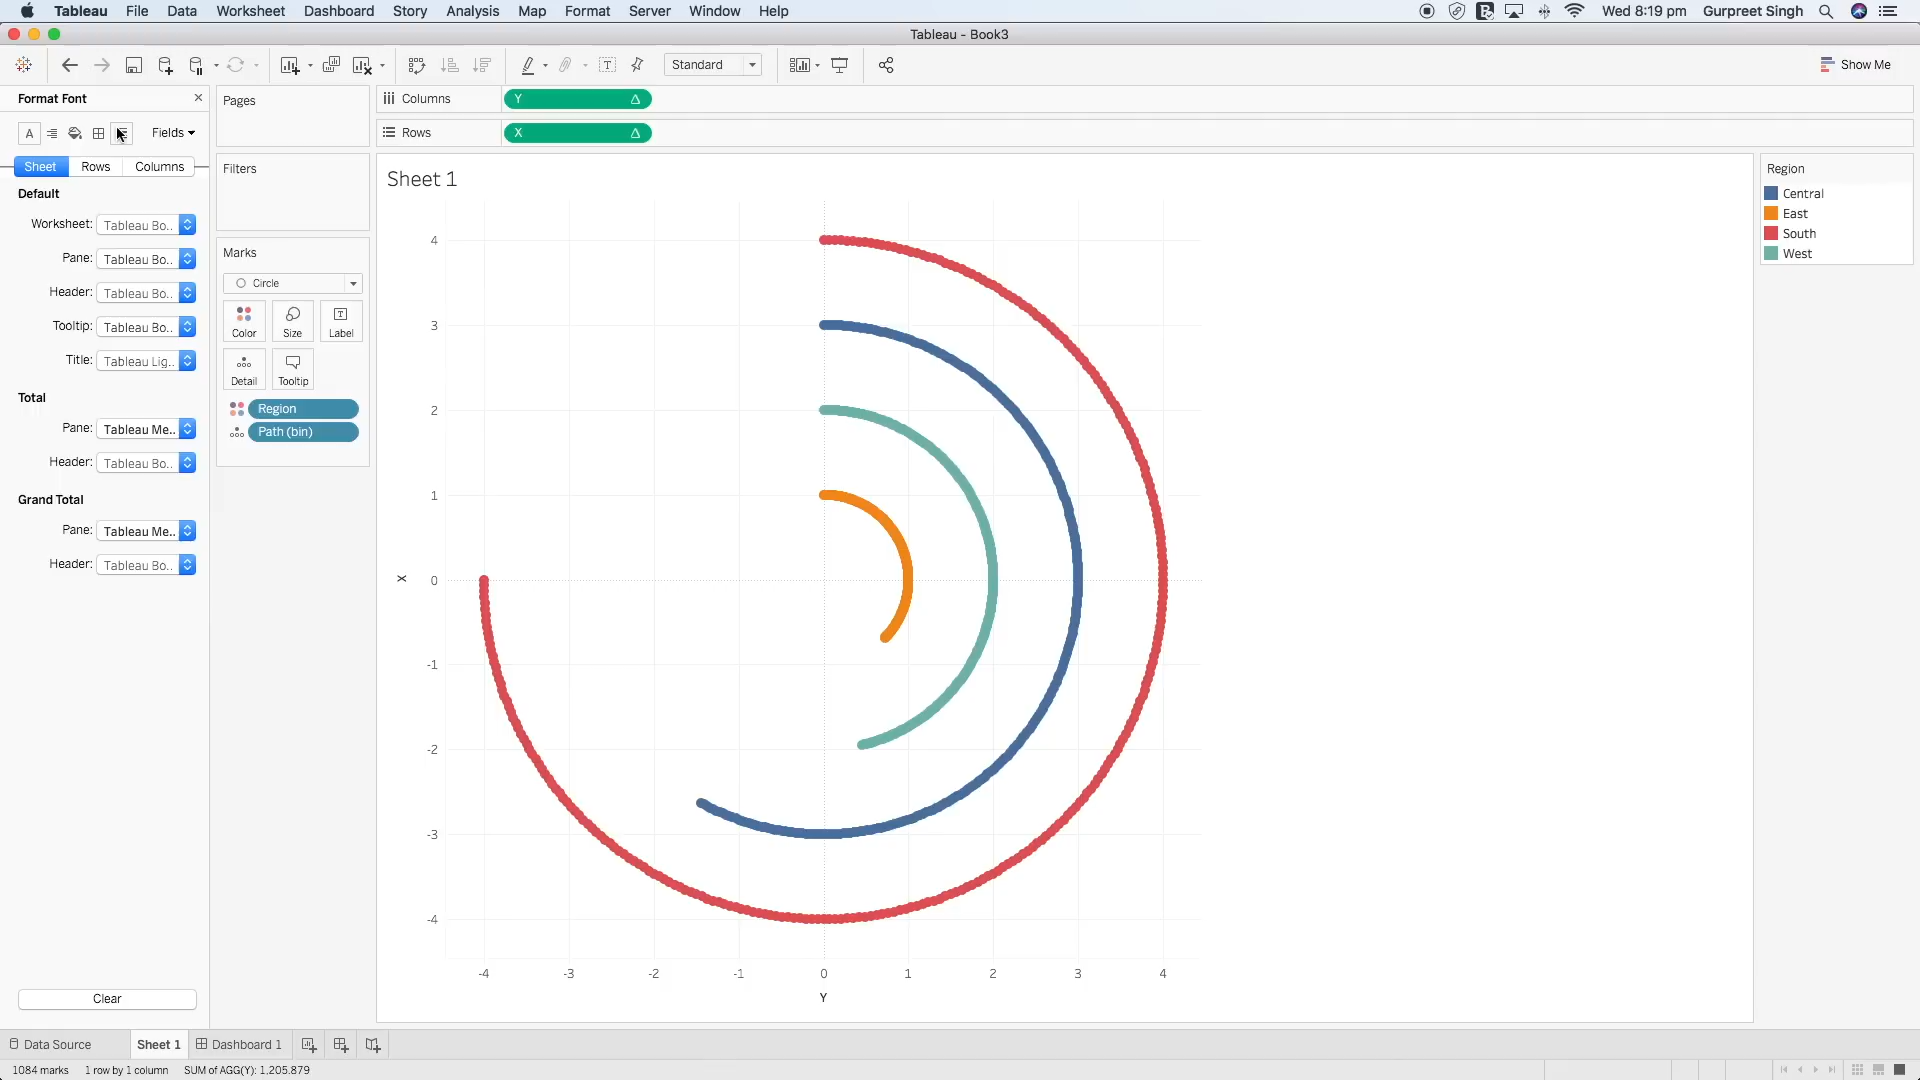 Tableau File Data Worksheet Dashboard Story Analysis Map Format Server Window Help
Wed 8:19 pm Gurpreet Singh
Tableau - Book3
Standard
Show Me
Format Font
Fields
Sheet Rows Columns
Default
Worksheet: Tableau Bo..
Pane: Tableau Bo..
Header: Tableau Bo..
Tooltip: Tableau Bo..
Title: Tableau Lig..
Total
Pane: Tableau Me..
Header: Tableau Bo..
Grand Total
Pane: Tableau Me..
Header: Tableau Bo..
Clear
Pages
Filters
Marks
Circle
Color Size Label
Detail Tooltip
Region
Path (bin)
Columns Y
Rows X
Sheet 1
4
3
2
1
0
-1
-2
-3
-4
X
-4 -3 -2 -1 0 1 2 3 4
Y
Region
Central
East
South
West
Data Source Sheet 1 Dashboard 1
1084 marks 1 row by 1 column SUM of AGG(Y): 1,205.879